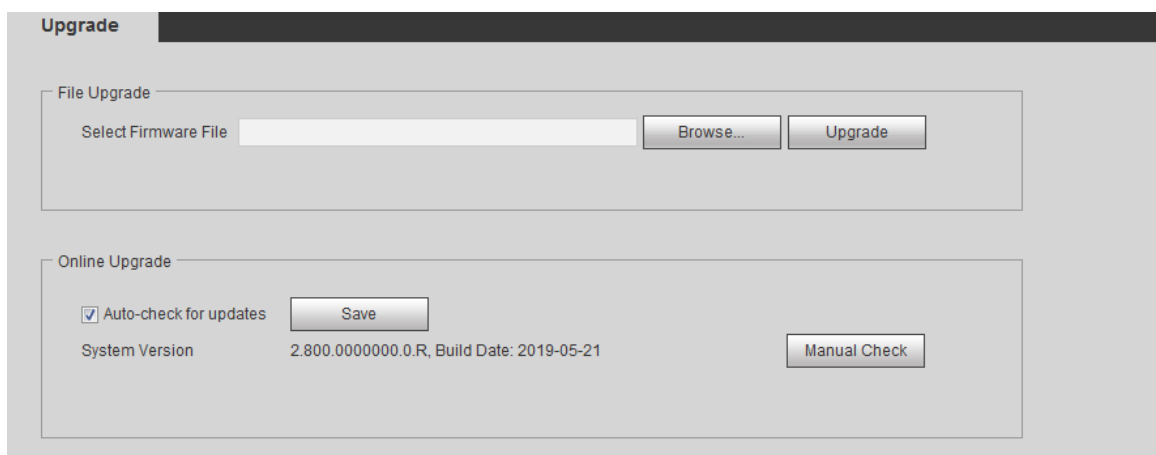 Upgrade
File Upgrade
Select Firmware File Browse... Upgrade
Online Upgrade
Auto-check for updates Save
System Version 2.800.0000000.0.R, Build Date: 2019-05-21 Manual Check